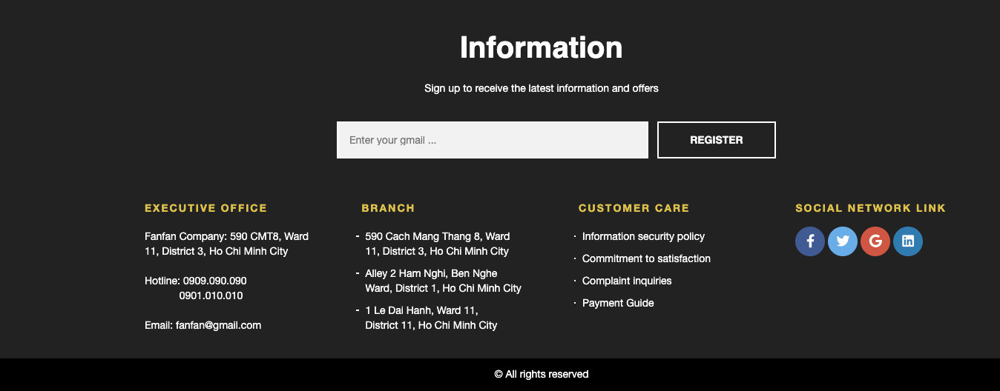 Information
Sign up to receive the latest information and offers
Enter your gmail ...
REGISTER
EXECUTIVE OFFICE
Fanfan Company: 590 CMT8, Ward
11, District 3, Ho Chi Minh City
Hotline: 0909.090.090
0901.010.010
Email: fanfan@gmail.com
BRANCH
- 590 Cach Mang Thang 8, Ward
11, District 3, Ho Chi Minh City
- Alley 2 Ham Nghi, Ben Nghe
Ward, District 1, Ho Chi Minh City
- 1 Le Dai Hanh, Ward 11,
District 11, Ho Chi Minh City
CUSTOMER CARE
· Information security policy
· Commitment to satisfaction
· Complaint inquiries
· Payment Guide
SOCIAL NETWORK LINK
f
G
in
© All rights reserved